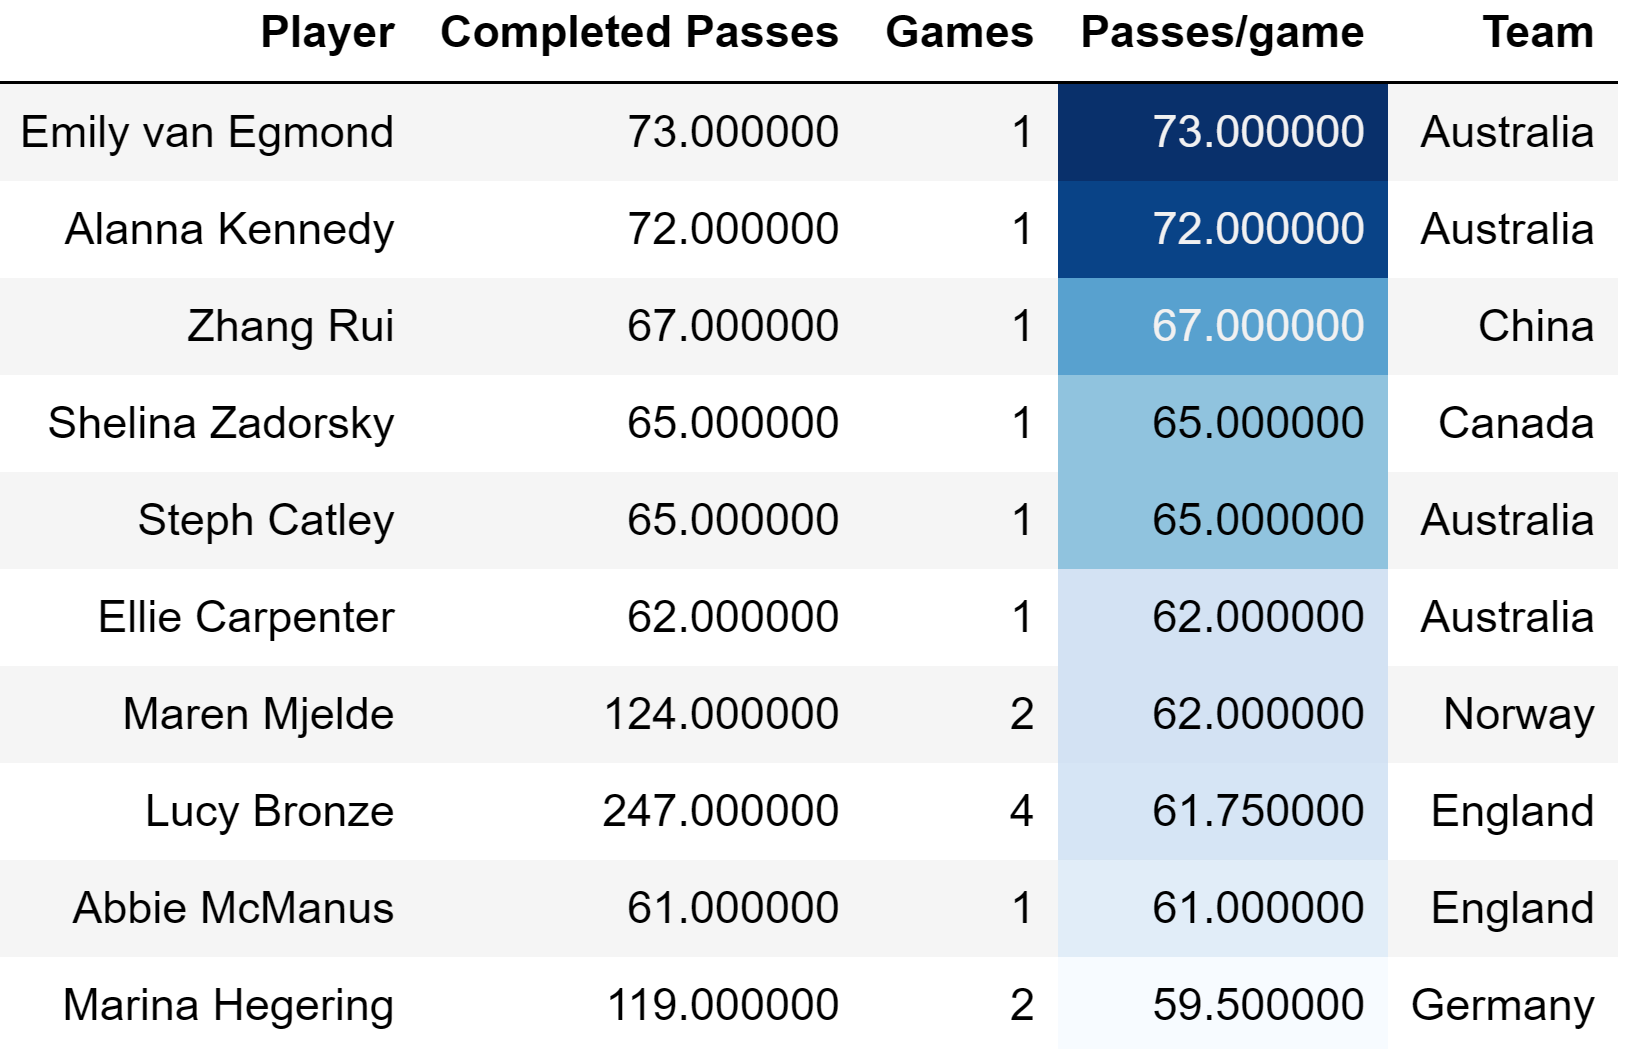 Player Completed Passes Games Passes/game Team
Emily van Egmond 73.000000 1 73.000000 Australia
Alanna Kennedy 72.000000 1 72.000000 Australia
Zhang Rui 67.000000 1 67.000000 China
Shelina Zadorsky 65.000000 1 65.000000 Canada
Steph Catley 65.000000 1 65.000000 Australia
Ellie Carpenter 62.000000 1 62.000000 Australia
Maren Mjelde 124.000000 2 62.000000 Norway
Lucy Bronze 247.000000 4 61.750000 England
Abbie McManus 61.000000 1 61.000000 England
Marina Hegering 119.000000 2 59.500000 Germany